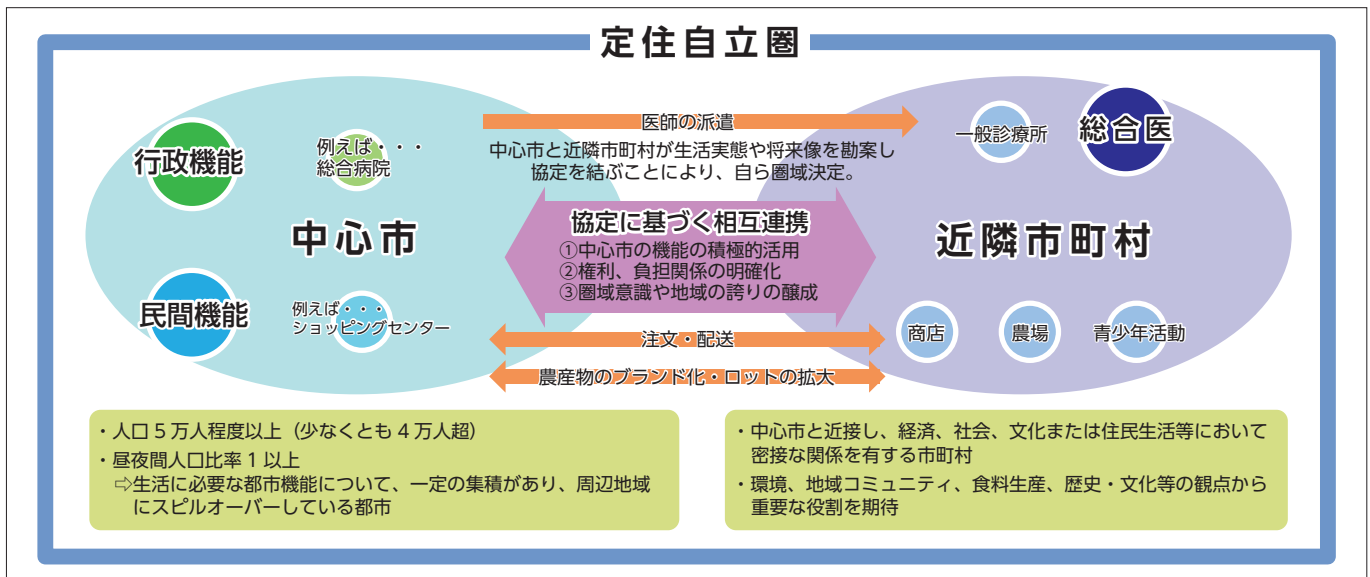 定住自立圏
行政機能
例えば・・・
総合病院
中心市
民間機能
例えば・・・
ショッピングセンター
医師の派遣
中心市と近隣市町村が生活実態や将来像を勘案し
協定を結ぶことにより、自ら圏域決定。
協定に基づく相互連携
①中心市の機能の積極的活用
②権利、負担関係の明確化
③圏域意識や地域の誇りの醸成
注文・配送
農産物のブランド化・ロットの拡大
一般診療所
総合医
近隣市町村
商店
農場
青少年活動
・人口5万人程度以上（少なくとも4万人超）
・昼夜間人口比率1以上
⇨生活に必要な都市機能について、一定の集積があり、周辺地域
にスピルオーバーしている都市
・中心市と近接し、経済、社会、文化または住民生活等において
密接な関係を有する市町村
・環境、地域コミュニティ、食料生産、歴史・文化等の観点から
重要な役割を期待